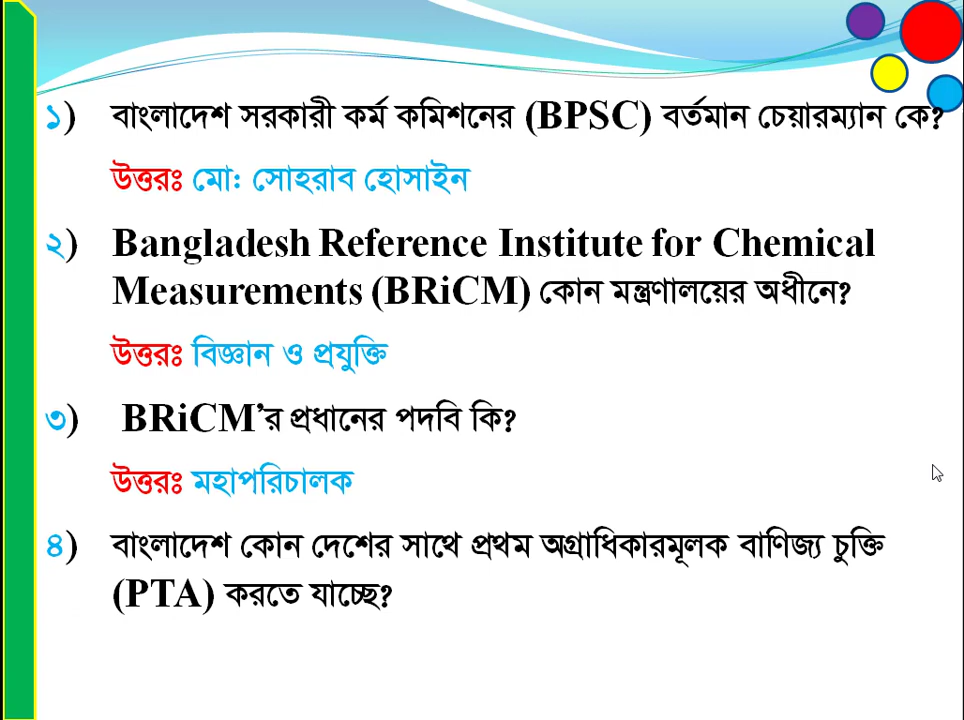 ১) বাংলাদেশ সরকারী কর্ম কমিশনের (BPSC) বর্তমান চেয়ারম্যান কে?
উত্তরঃ মো: সোহরাব হোসাইন
২) Bangladesh Reference Institute for Chemical
Measurements (BRiCM) কোন মন্ত্রণালয়ের অধীনে?
উত্তরঃ বিজ্ঞান ও প্রযুক্তি
৩) BRiCM’র প্রধানের পদবি কি?
উত্তরঃ মহাপরিচালক
৪) বাংলাদেশ কোন দেশের সাথে প্রথম অগ্রাধিকারমূলক বাণিজ্য চুক্তি
(PTA) করতে যাচ্ছে?